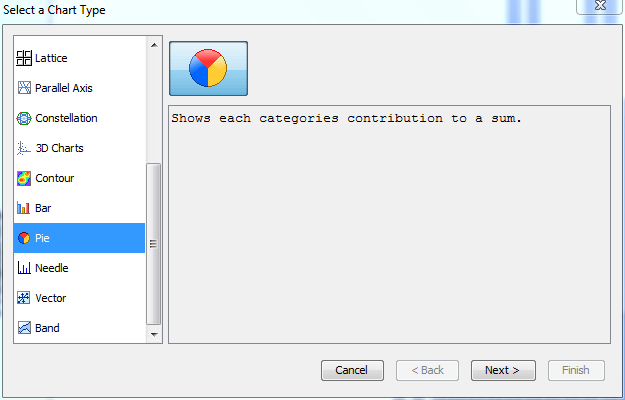 Select a Chart Type
Lattice
Parallel Axis
Constellation
3D Charts
Contour
Bar
Pie
Needle
Vector
Band
Shows each categories contribution to a sum.
Cancel
< Back
Next >
Finish